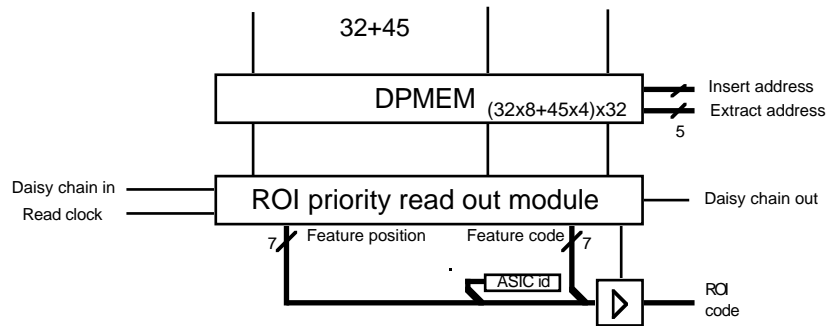 32+45
DPMEM (32x8+45x4)x32
Insert address
Extract address
5
Daisy chain in
Read clock
ROI priority read out module
Daisy chain out
7 Feature position
Feature code 7
ASIC id
ROI
code